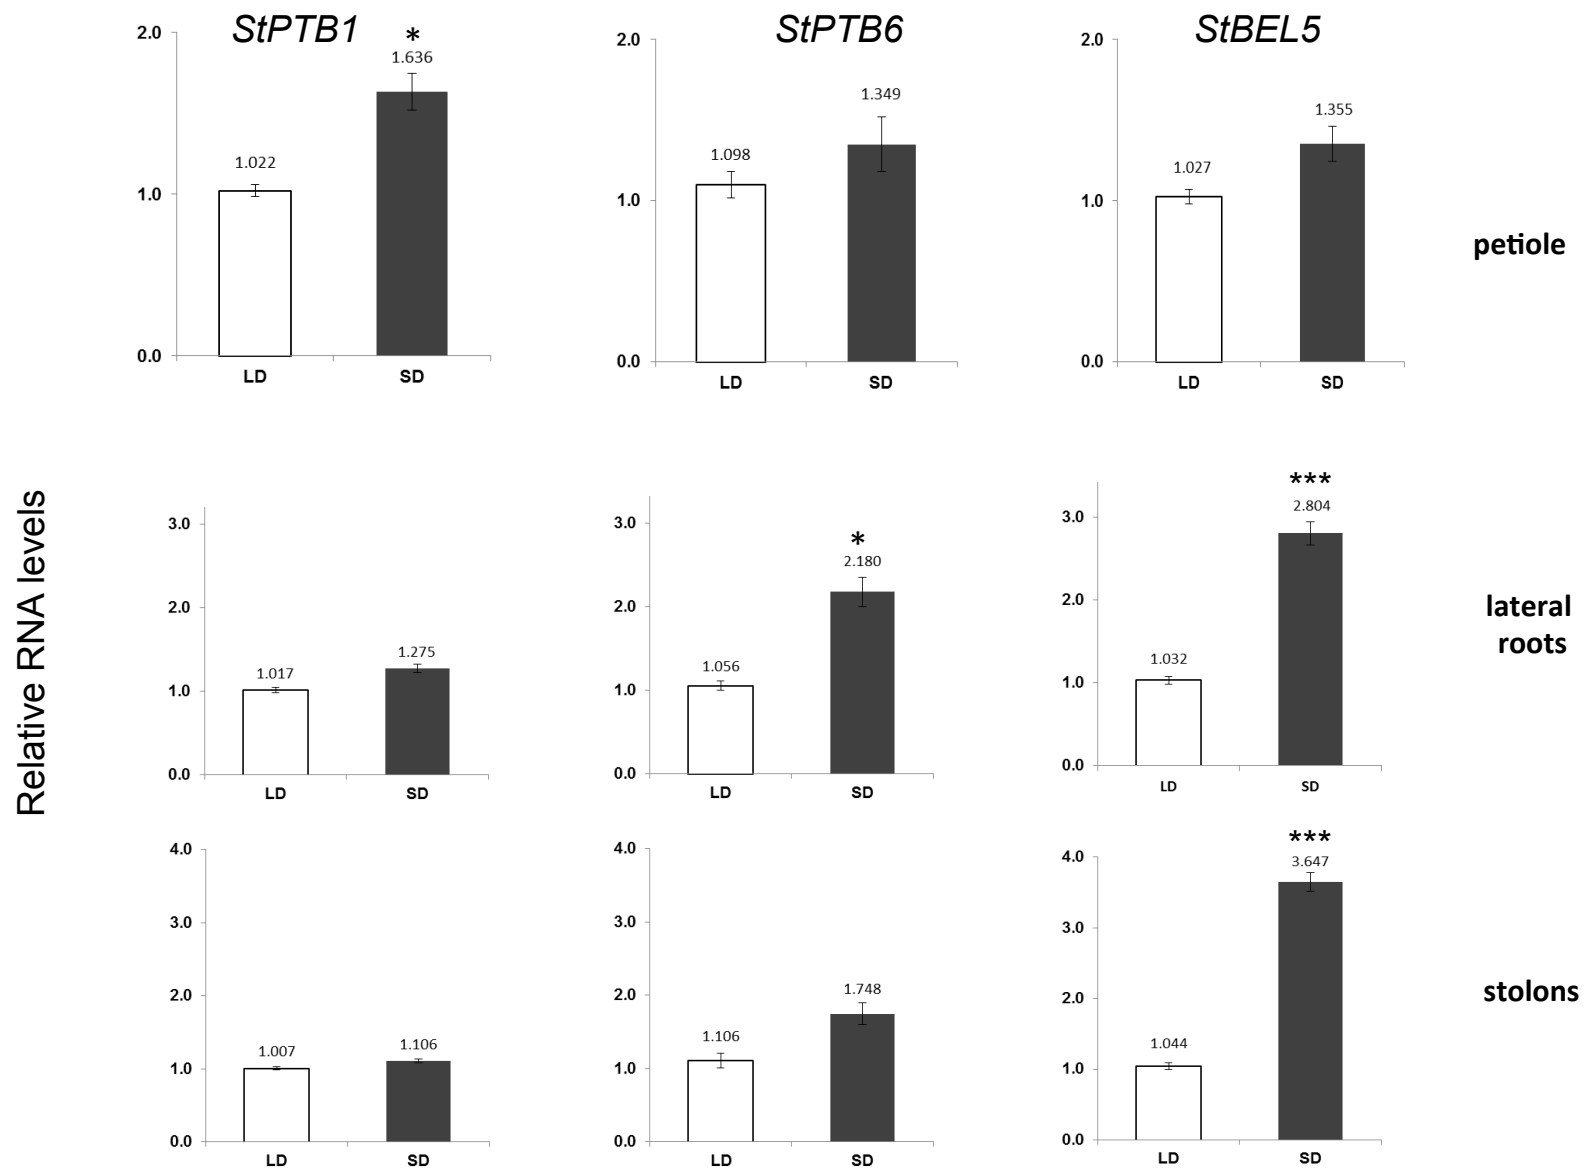 StPTB1
StPTB6
StBEL5
2.0
1.0
0.0
1.022
*
1.636
LD
SD
2.0
1.0
0.0
1.098
1.349
LD
SD
2.0
1.0
0.0
1.027
1.355
LD
SD
petiole
Relative RNA levels
3.0
2.0
1.0
0.0
1.017
1.275
LD
SD
3.0
2.0
1.0
0.0
1.056
*
2.180
LD
SD
3.0
2.0
1.0
0.0
1.032
***
2.804
LD
SD
lateral
roots
4.0
3.0
2.0
1.0
0.0
1.007
1.106
LD
SD
4.0
3.0
2.0
1.0
0.0
1.106
1.748
LD
SD
4.0
3.0
2.0
1.0
0.0
1.044
***
3.647
LD
SD
stolons